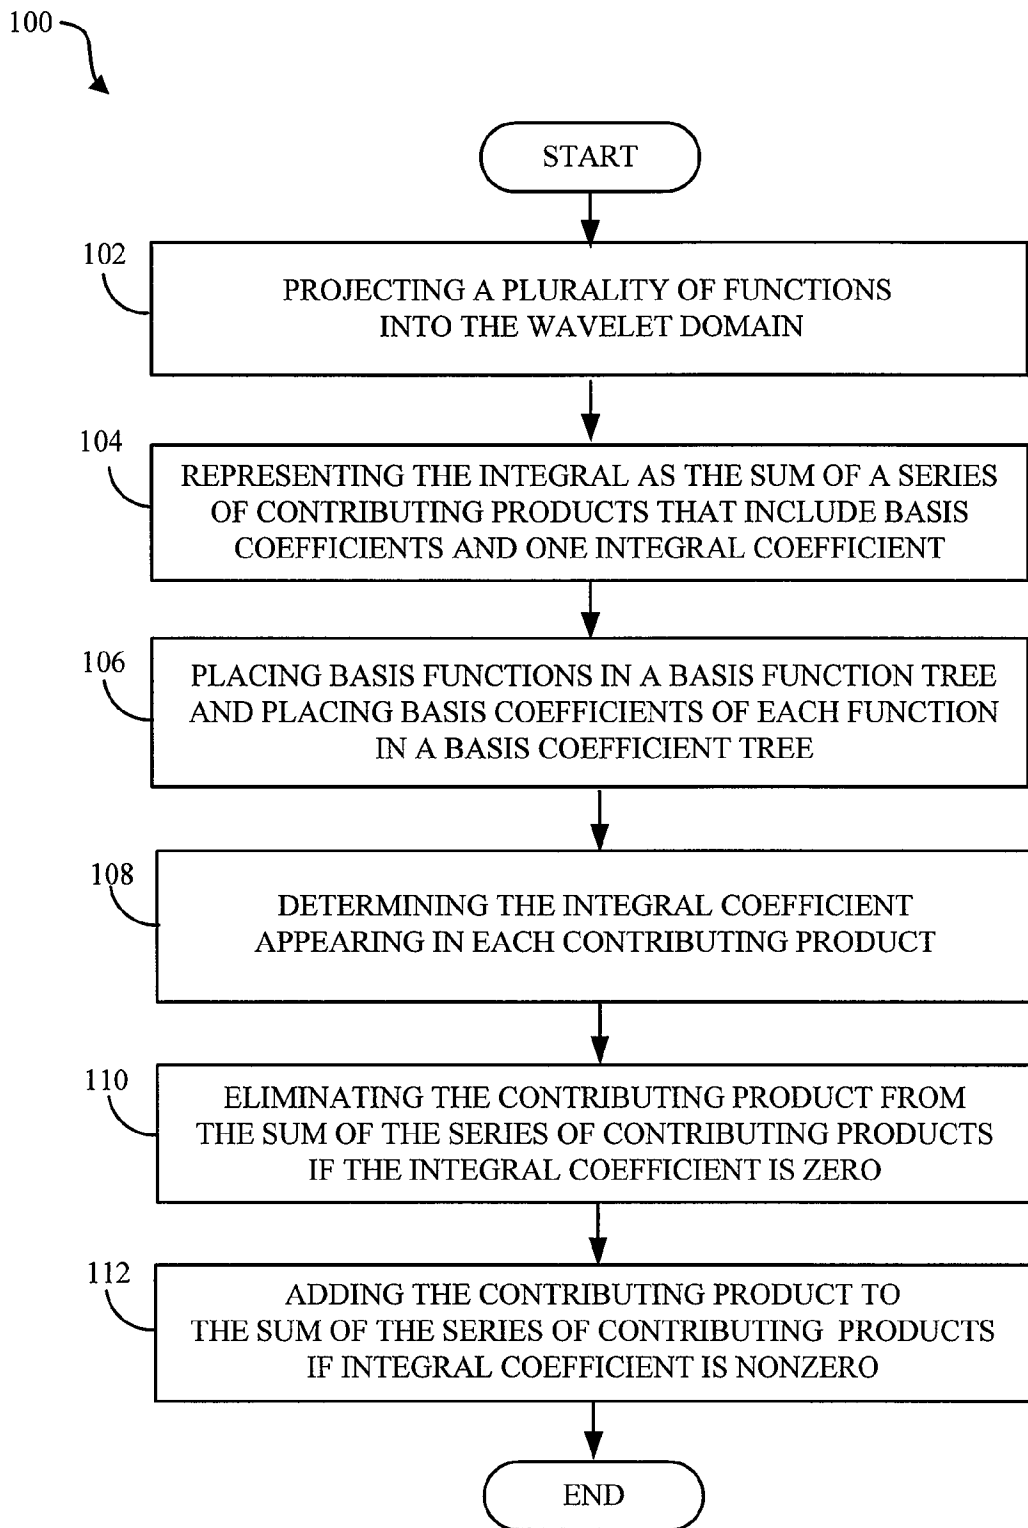 100
START
102
PROJECTING A PLURALITY OF FUNCTIONS
INTO THE WAVELET DOMAIN
104
REPRESENTING THE INTEGRAL AS THE SUM OF A SERIES
OF CONTRIBUTING PRODUCTS THAT INCLUDE BASIS
COEFFICIENTS AND ONE INTEGRAL COEFFICIENT
106
PLACING BASIS FUNCTIONS IN A BASIS FUNCTION TREE
AND PLACING BASIS COEFFICIENTS OF EACH FUNCTION
IN A BASIS COEFFICIENT TREE
108
DETERMINING THE INTEGRAL COEFFICIENT
APPEARING IN EACH CONTRIBUTING PRODUCT
110
ELIMINATING THE CONTRIBUTING PRODUCT FROM
THE SUM OF THE SERIES OF CONTRIBUTING PRODUCTS
IF THE INTEGRAL COEFFICIENT IS ZERO
112
ADDING THE CONTRIBUTING PRODUCT TO
THE SUM OF THE SERIES OF CONTRIBUTING PRODUCTS
IF INTEGRAL COEFFICIENT IS NONZERO
END